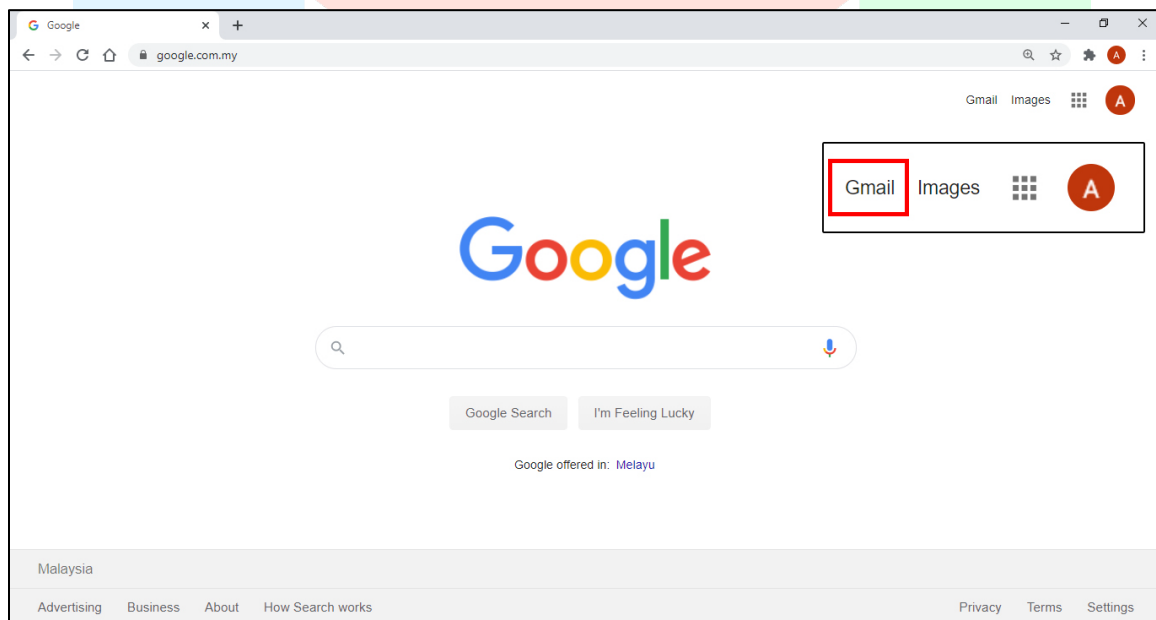 Google
google.com.my
A
Gmail Images A
Gmail Images A
Google
Google Search I'm Feeling Lucky
Google offered in: Melayu
Malaysia
Advertising Business About How Search works Privacy Terms Settings